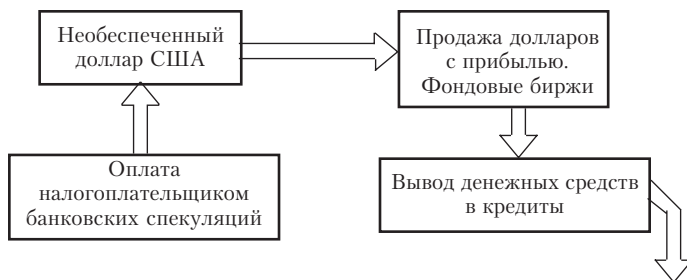 Необеспеченный
доллар США
Продажа долларов
с прибылью.
Фондовые биржи
Оплата
налогоплательщиком
банковских спекуляций
Вывод денежных средств
в кредиты